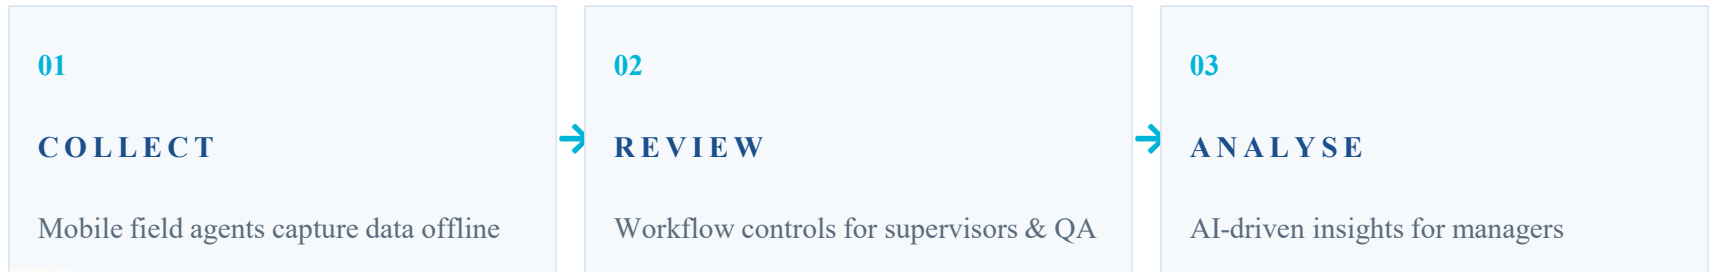 01
COLLECT
Mobile field agents capture data offline
02
REVIEW
Workflow controls for supervisors & QA
03
ANALYSE
AI-driven insights for managers